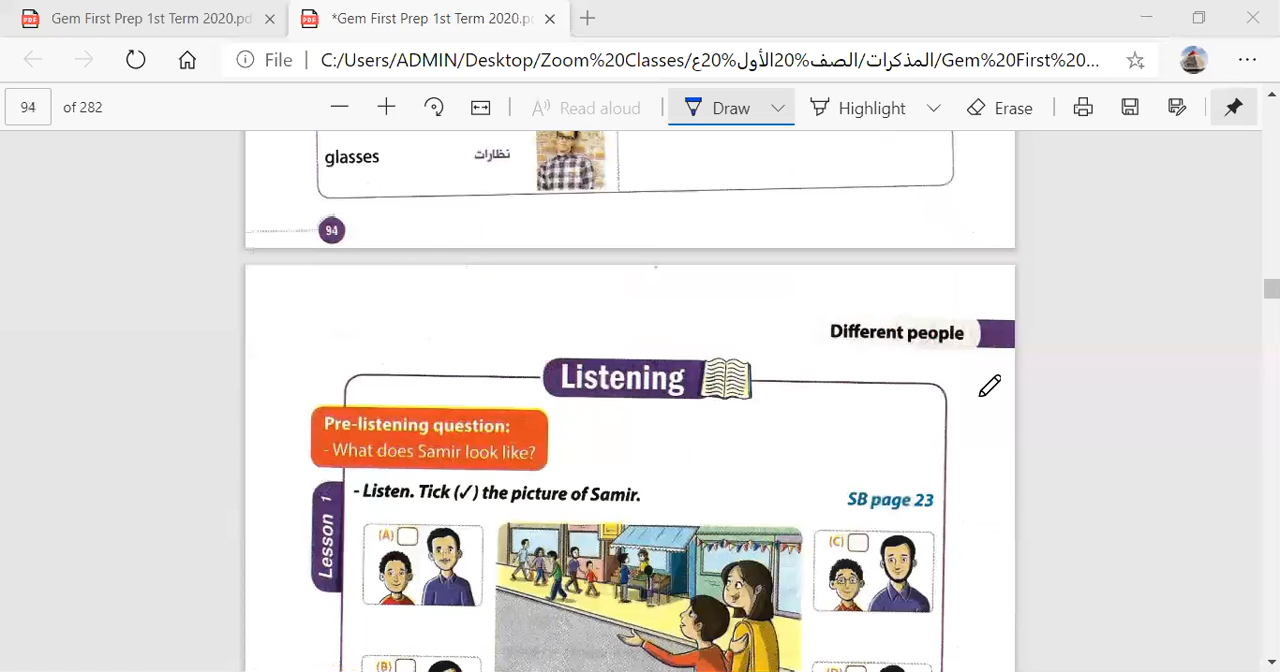 Gem First Prep 1st Term 2020.pd
*Gem First Prep 1st Term 2020.p
File
C:/Users/ADMIN/Desktop/Zoom%20Classes/المذكرات/الصف%20الأول%20ع/Gem%20First%20...
94 of 282
Read aloud
Draw
Highlight
Erase
glasses نظارات
94
Different people
Listening
Pre-listening question:
- What does Samir look like?
- Listen. Tick (✓) the picture of Samir.
SB page 23
Lesson 1
(A)
(C)
(B)